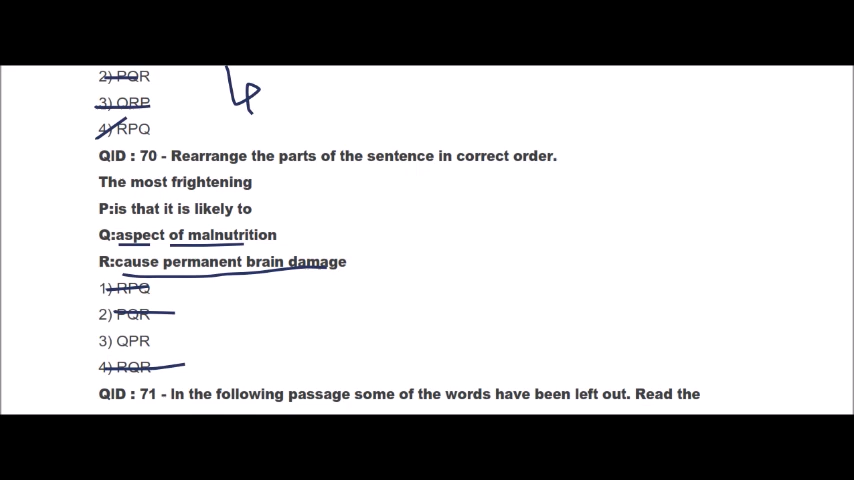 2) PQR
3) QRP
4) RPQ
QID : 70 - Rearrange the parts of the sentence in correct order.
The most frightening
P:is that it is likely to
Q:aspect of malnutrition
R:cause permanent brain damage
1) RPQ
2) PQR
3) QPR
4) RQR
QID : 71 - In the following passage some of the words have been left out. Read the